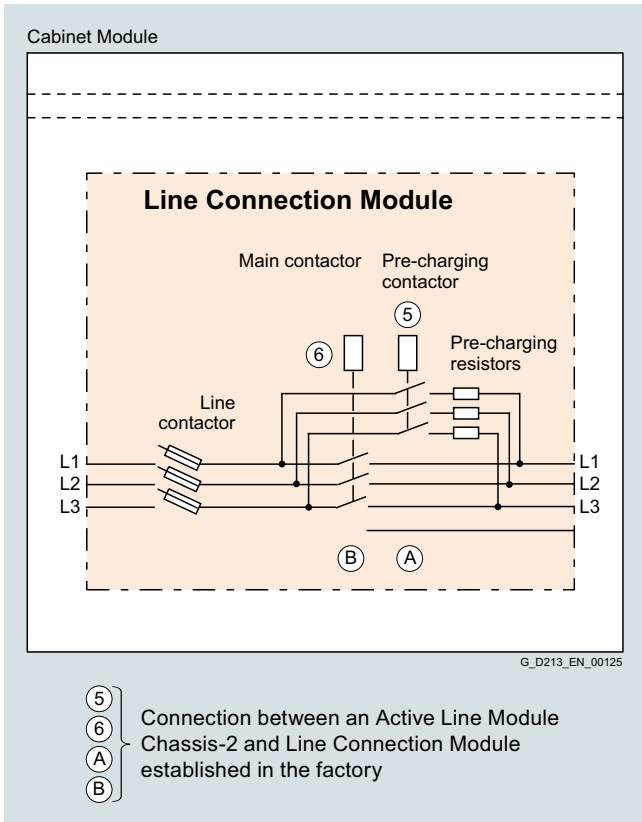 Cabinet Module
Line Connection Module
Main contactor
Pre-charging
contactor
5
6
Pre-charging
resistors
Line
contactor
L1
L1
L2
L2
L3
L3
B
A
G_D213_EN_00125
5
6
A
B
Connection between an Active Line Module
Chassis-2 and Line Connection Module
established in the factory